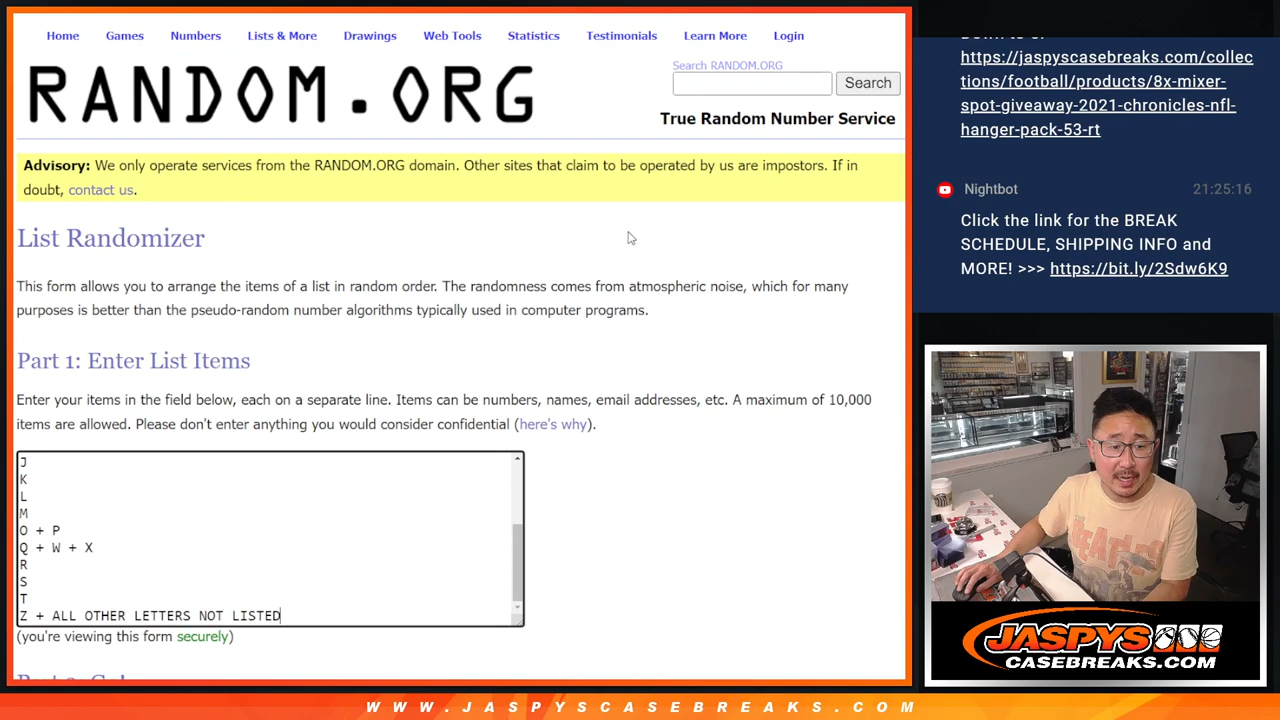 Home Games Numbers Lists & More Drawings Web Tools Statistics Testimonials Learn More Login
RANDOM.ORG
Search RANDOM.ORG
Search
True Random Number Service
Advisory: We only operate services from the RANDOM.ORG domain. Other sites that claim to be operated by us are impostors. If in
doubt, contact us.
List Randomizer
This form allows you to arrange the items of a list in random order. The randomness comes from atmospheric noise, which for many
purposes is better than the pseudo-random number algorithms typically used in computer programs.
Part 1: Enter List Items
Enter your items in the field below, each on a separate line. Items can be numbers, names, email addresses, etc. A maximum of 10,000
items are allowed. Please don't enter anything you would consider confidential (here's why).
J
K
L
M
O + P
Q + W + X
R
S
T
Z + ALL OTHER LETTERS NOT LISTED
(you're viewing this form securely)
https://jaspyscasebreaks.com/collec
tions/football/products/8x-mixer-
spot-giveaway-2021-chronicles-nfl-
hanger-pack-53-rt
Nightbot 21:25:16
Click the link for the BREAK
SCHEDULE, SHIPPING INFO and
MORE! >>> https://bit.ly/2Sdw6K9
JASPYS
CASEBREAKS.COM
WWW.JASPYSCASEBREAKS.COM